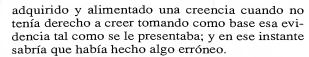 adquirido y alimentado una creencia cuando no
tenía derecho a creer tomando como base esa evi-
dencia tal como se le presentaba; y en ese instante
sabría que había hecho algo erróneo.